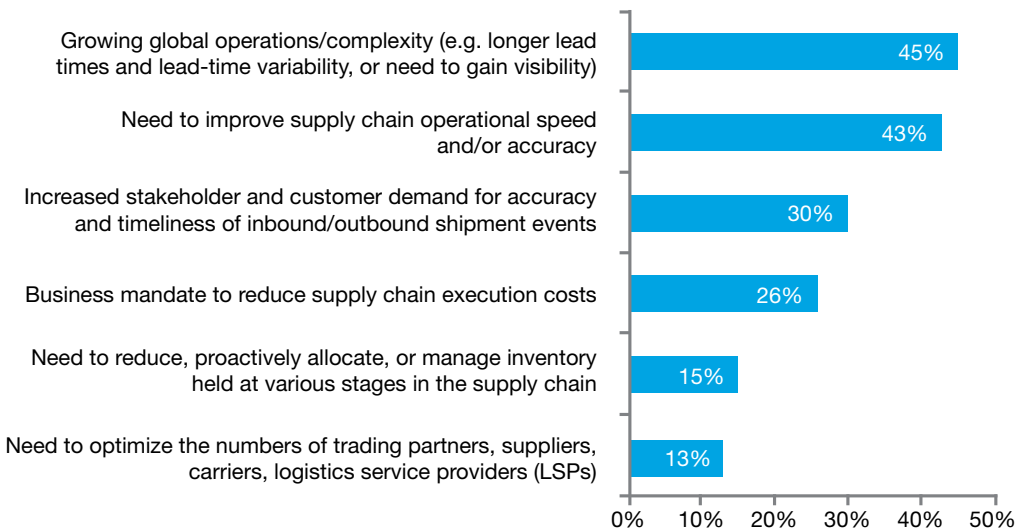 Growing global operations/complexity (e.g. longer lead
times and lead-time variability, or need to gain visibility)
45%
Need to improve supply chain operational speed
and/or accuracy
43%
Increased stakeholder and customer demand for accuracy
and timeliness of inbound/outbound shipment events
30%
Business mandate to reduce supply chain execution costs
26%
Need to reduce, proactively allocate, or manage inventory
held at various stages in the supply chain
15%
Need to optimize the numbers of trading partners, suppliers,
carriers, logistics service providers (LSPs)
13%
0% 10% 20% 30% 40% 50%